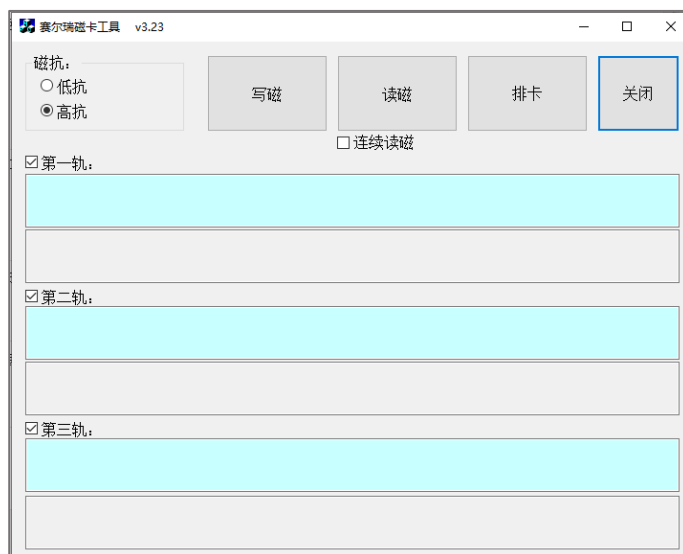 赛尔瑞磁卡工具 v3.23
磁抗：
低抗
高抗
写磁
读磁
排卡
关闭
连续读磁
第一轨：
第二轨：
第三轨：